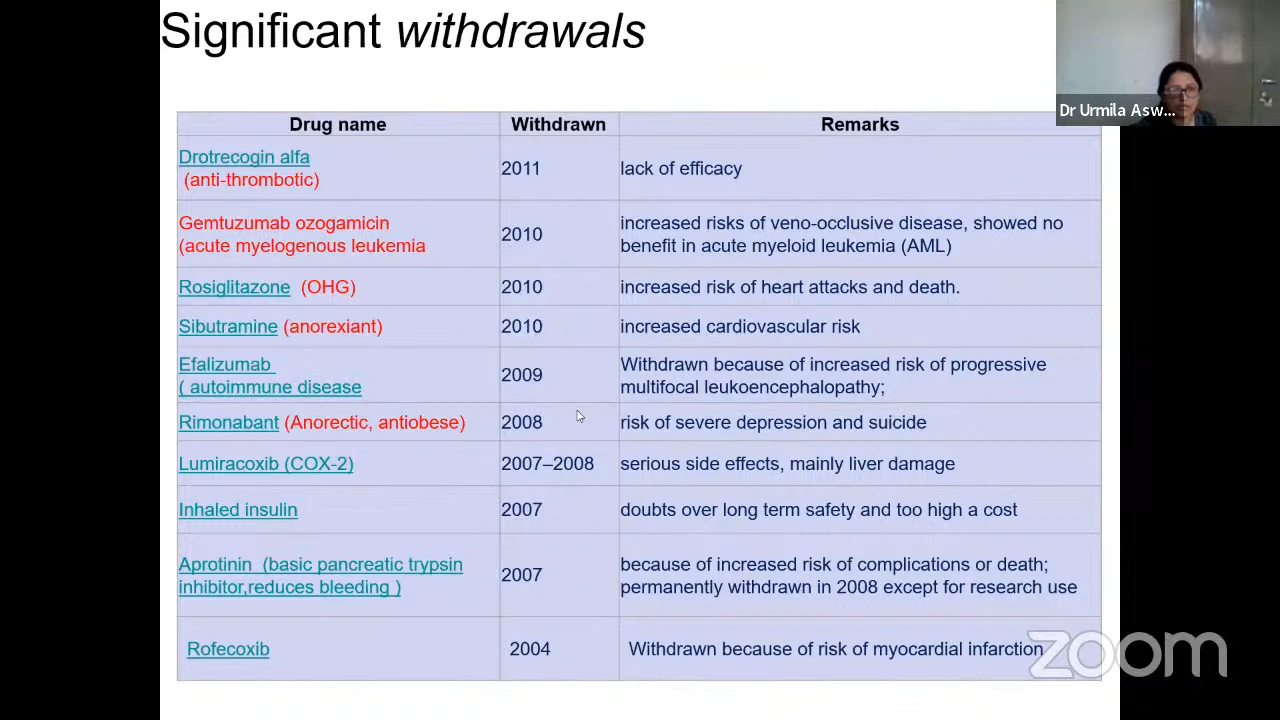 Significant withdrawals
Dr Urmila Asw...
Drug name Withdrawn Remarks
Drotrecogin alfa
(anti-thrombotic)
2011
lack of efficacy
Gemtuzumab ozogamicin
(acute myelogenous leukemia
2010
increased risks of veno-occlusive disease, showed no
benefit in acute myeloid leukemia (AML)
Rosiglitazone (OHG) 2010 increased risk of heart attacks and death.
Sibutramine (anorexiant) 2010 increased cardiovascular risk
Efalizumab
( autoimmune disease
2009
Withdrawn because of increased risk of progressive
multifocal leukoencephalopathy;
Rimonabant (Anorectic, antiobese) 2008 risk of severe depression and suicide
Lumiracoxib (COX-2) 2007–2008 serious side effects, mainly liver damage
Inhaled insulin 2007 doubts over long term safety and too high a cost
Aprotinin (basic pancreatic trypsin
inhibitor,reduces bleeding )
2007
because of increased risk of complications or death;
permanently withdrawn in 2008 except for research use
Rofecoxib 2004 Withdrawn because of risk of myocardial infarction
zoom